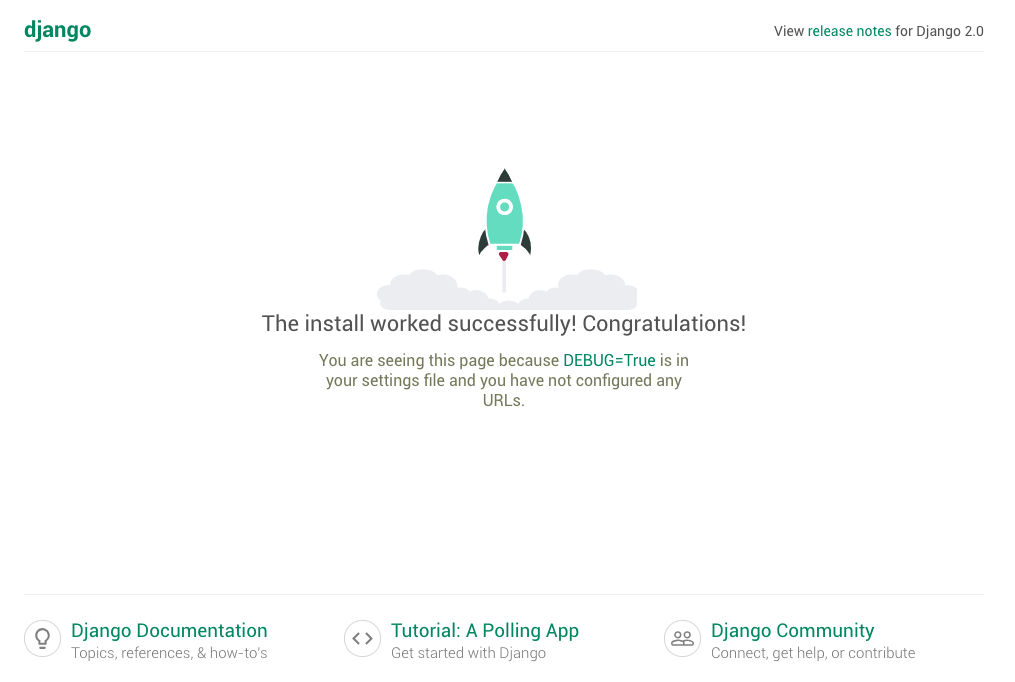 django
View release notes for Django 2.0
The install worked successfully! Congratulations!
You are seeing this page because DEBUG=True is in
your settings file and you have not configured any
URLs.
Django Documentation
Topics, references, & how-to's
Tutorial: A Polling App
Get started with Django
Django Community
Connect, get help, or contribute